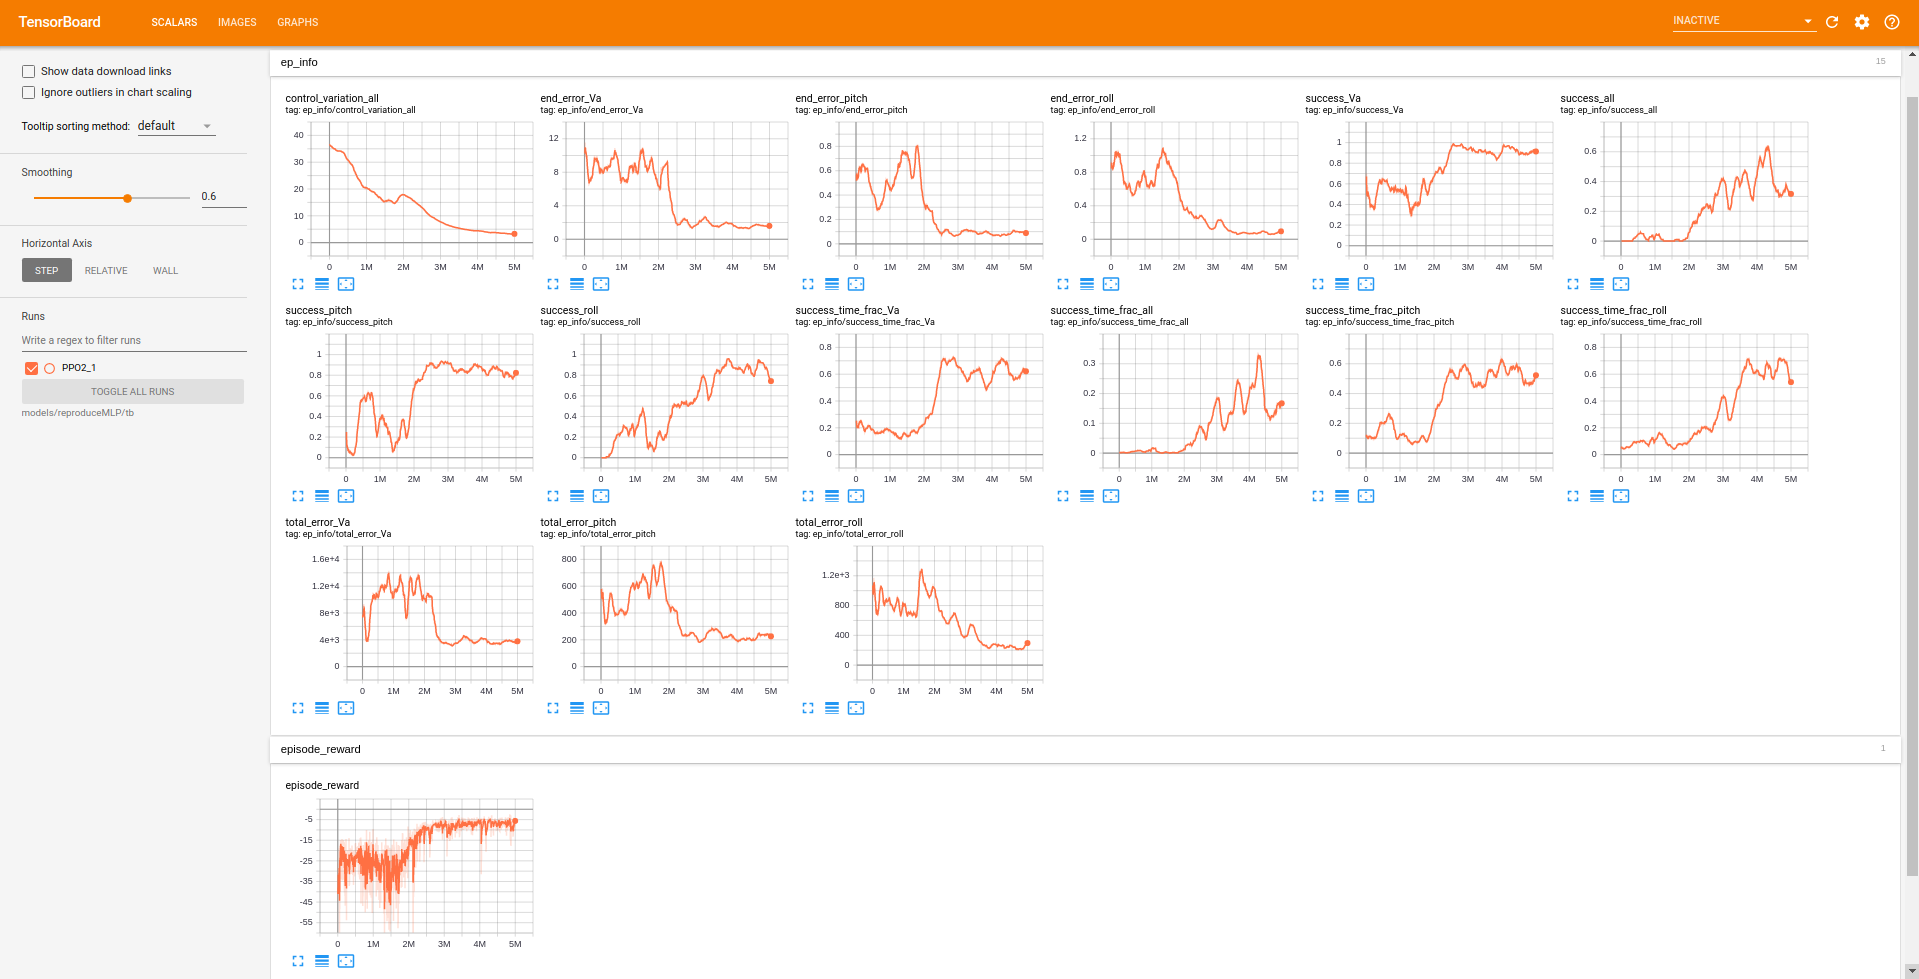 TensorBoard SCALARS IMAGES GRAPHS INACTIVE
Show data download links
Ignore outliers in chart scaling
Tooltip sorting method: default
Smoothing
0.6
Horizontal Axis
STEP RELATIVE WALL
Runs
Write a regex to filter runs
PPO2_1
TOGGLE ALL RUNS
models/reproduceMLP/tb
ep_info 15
control_variation_all
tag: ep_info/control_variation_all
40
30
20
10
0
0 1M 2M 3M 4M 5M
end_error_Va
tag: ep_info/end_error_Va
12
8
4
0
0 1M 2M 3M 4M 5M
end_error_pitch
tag: ep_info/end_error_pitch
0.8
0.6
0.4
0.2
0
0 1M 2M 3M 4M 5M
end_error_roll
tag: ep_info/end_error_roll
1.2
0.8
0.4
0
0 1M 2M 3M 4M 5M
success_Va
tag: ep_info/success_Va
1
0.8
0.6
0.4
0.2
0
0 1M 2M 3M 4M 5M
success_all
tag: ep_info/success_all
0.6
0.4
0.2
0
0 1M 2M 3M 4M 5M
success_pitch
tag: ep_info/success_pitch
1
0.8
0.6
0.4
0.2
0
0 1M 2M 3M 4M 5M
success_roll
tag: ep_info/success_roll
1
0.8
0.6
0.4
0.2
0
0 1M 2M 3M 4M 5M
success_time_frac_Va
tag: ep_info/success_time_frac_Va
0.8
0.6
0.4
0.2
0
0 1M 2M 3M 4M 5M
success_time_frac_all
tag: ep_info/success_time_frac_all
0.3
0.2
0.1
0
0 1M 2M 3M 4M 5M
success_time_frac_pitch
tag: ep_info/success_time_frac_pitch
0.6
0.4
0.2
0
0 1M 2M 3M 4M 5M
success_time_frac_roll
tag: ep_info/success_time_frac_roll
0.8
0.6
0.4
0.2
0
0 1M 2M 3M 4M 5M
total_error_Va
tag: ep_info/total_error_Va
1.6e+4
1.2e+4
8e+3
4e+3
0
0 1M 2M 3M 4M 5M
total_error_pitch
tag: ep_info/total_error_pitch
800
600
400
200
0
0 1M 2M 3M 4M 5M
total_error_roll
tag: ep_info/total_error_roll
1.2e+3
800
400
0
0 1M 2M 3M 4M 5M
episode_reward 1
episode_reward
-5
-15
-25
-35
-45
-55
0 1M 2M 3M 4M 5M